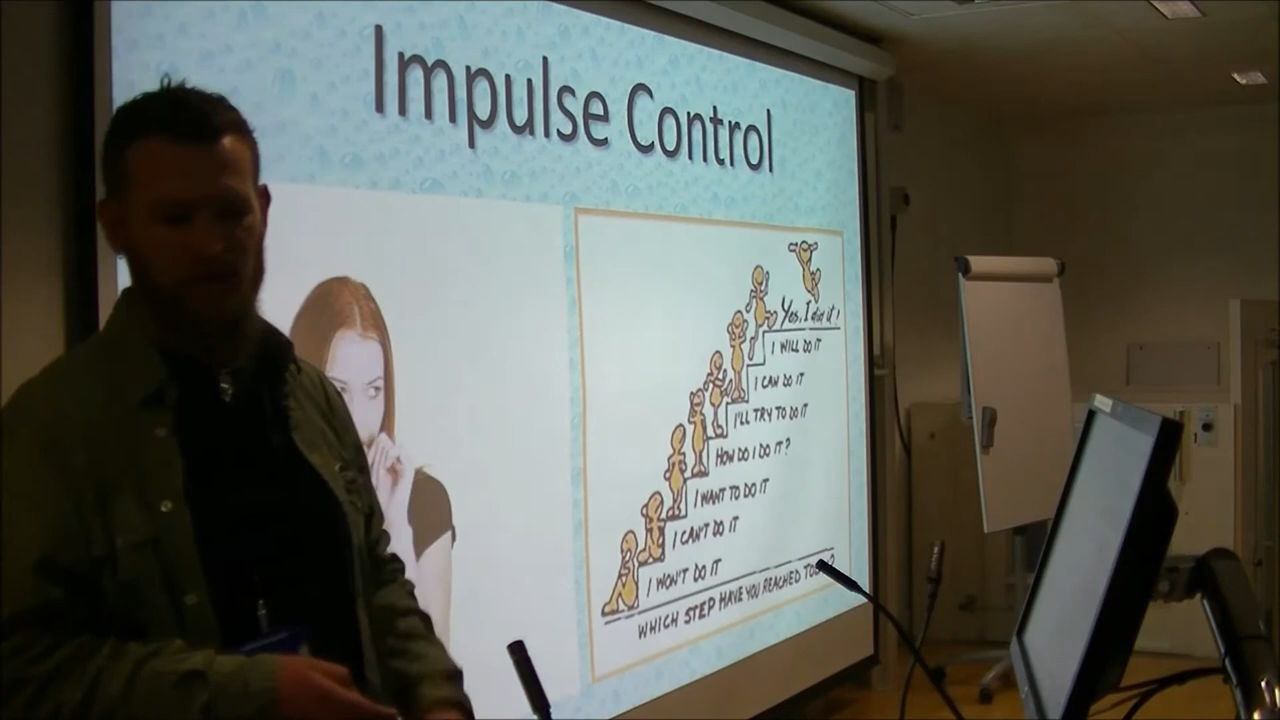 Impulse Control
Yes, I did it!
I WILL DO IT
I CAN DO IT
I'LL TRY TO DO IT
HOW DO I DO IT?
I WANT TO DO IT
I CAN'T DO IT
I WON'T DO IT
WHICH STEP HAVE YOU REACHED TODAY?